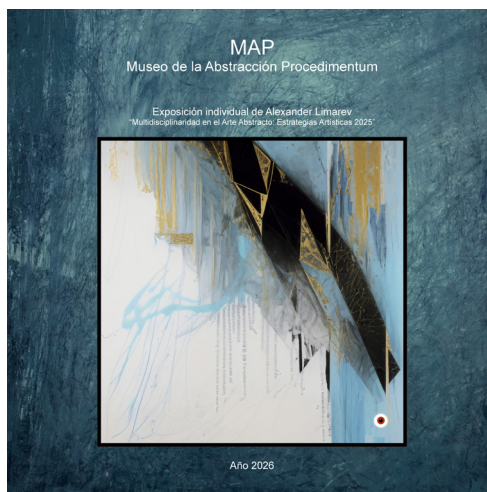 MAP
Museo de la Abstracción Procedimentum
Exposición individual de Alexander Limarev
"Multidisciplinaridad en el Arte Abstracto: Estrategias Artísticas 2025"
Año 2026